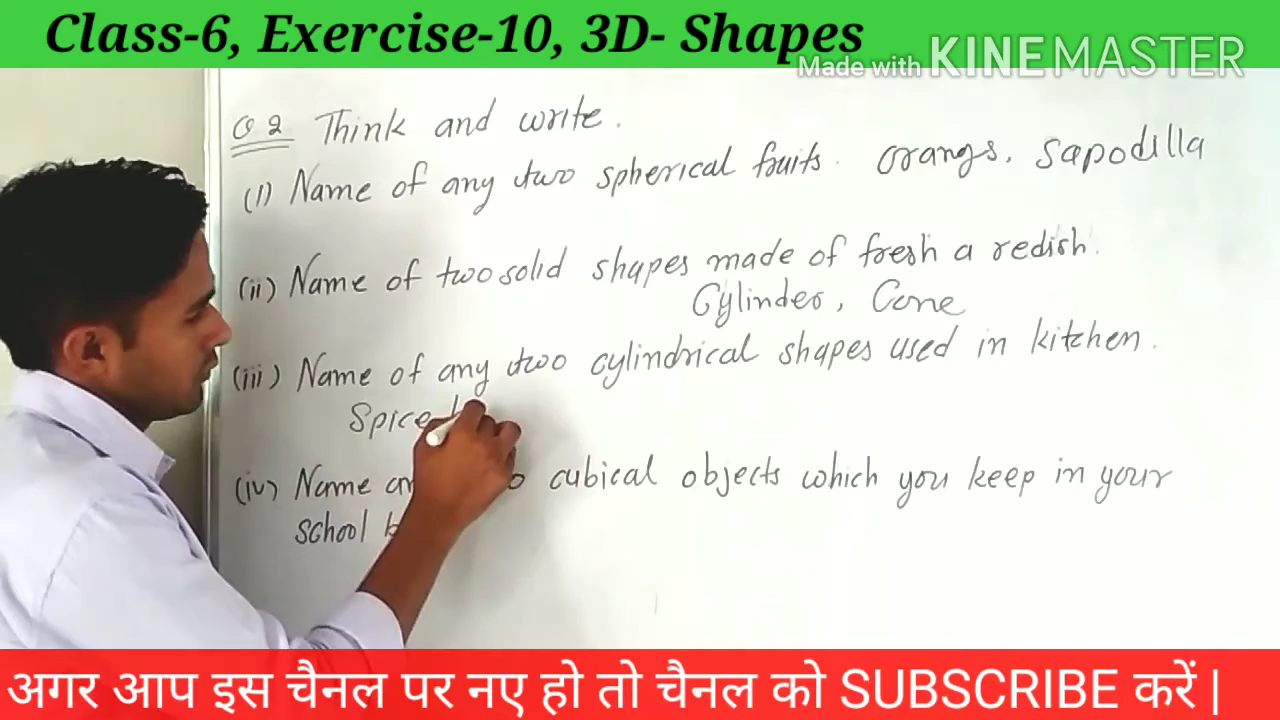 Class-6, Exercise-10, 3D- Shapes
Made with KINEMASTER
Q 2 Think and write.
(i) Name of any two spherical fruits. orangs, sapodilla
(ii) Name of two solid shapes made of fresh a redish.
Cylinder, Cone
(iii) Name of any two cylindrical shapes used in kitchen.
Spice
(iv) Name cubical objects which you keep in your
school
अगर आप इस चैनल पर नए हो तो चैनल को SUBSCRIBE करें |